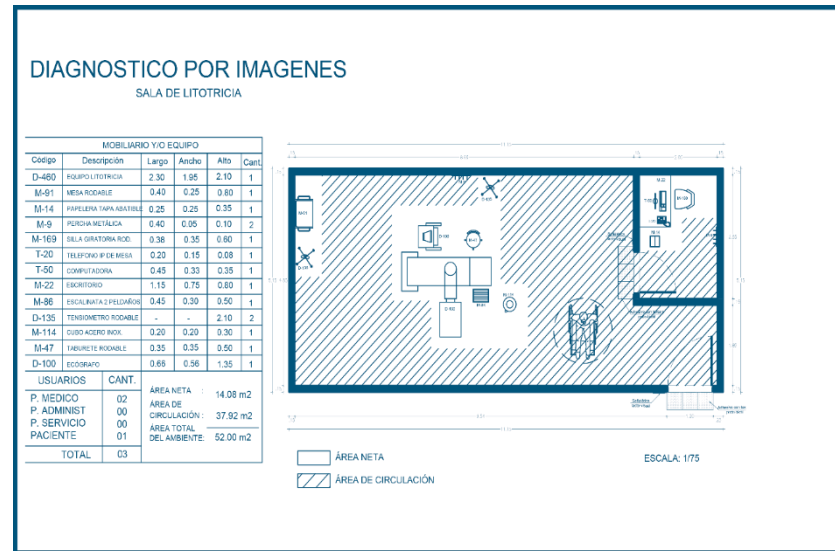 DIAGNOSTICO POR IMAGENES
SALA DE LITOTRICIA
MOBILIARIO Y/O EQUIPO
Código Descripción Largo Ancho Alto Cant.
D-460 EQUIPO LITOTRICIA 2.30 1.95 2.10 1
M-91 MESA RODABLE 0.40 0.25 0.80 1
M-14 PAPELERA TAPA ABATIBLE 0.25 0.25 0.35 1
M-9 PERCHA METÁLICA 0.40 0.05 0.10 2
M-169 SILLA GIRATORIA ROD. 0.38 0.35 0.60 1
T-20 TELEFONO IP DE MESA 0.20 0.15 0.08 1
T-50 COMPUTADORA 0.45 0.33 0.35 1
M-22 ESCRITORIO 1.15 0.75 0.80 1
M-86 ESCALINATA 2 PELDAÑOS 0.45 0.30 0.50 1
D-135 TENSIOMETRO RODABLE - - 2.10 2
M-114 CUBO ACERO INOX. 0.20 0.20 0.30 1
M-47 TABURETE RODABLE 0.35 0.35 0.50 1
D-100 ECOGRAFO 0.66 0.56 1.35 1
USUARIOS CANT.
P. MEDICO 02
P. ADMINIST 00
P. SERVICIO 00
PACIENTE 01
TOTAL 03
ÁREA NETA : 14.08 m2
ÁREA DE
CIRCULACIÓN : 37.92 m2
ÁREA TOTAL
DEL AMBIENTE: 52.00 m2
ÁREA NETA
ÁREA DE CIRCULACIÓN
ESCALA: 1/75